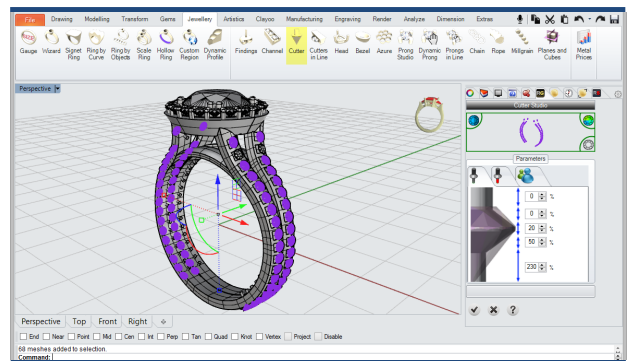 File Drawing Modelling Transform Gems Jewellery Artistics Clayoo Manufacturing Engraving Render Analyze Dimension Extras
Gauge Wizard Signet Ring Ring by Curve Ring by Objects Scale Ring Hollow Ring Custom Region Dynamic Profile Findings Channel Cutter Cutters in Line Head Bezel Azure Prong Studio Dynamic Prong Prongs in Line Chain Rope Millgrain Planes and Cubes Metal Prices
Perspective
Cutter Studio
Parameters
0 %
0 %
20 %
50 %
230 %
Perspective Top Front Right
End Near Point Mid Cen Int Perp Tan Quad Knot Vertex Project Disable
68 meshes added to selection.
Command: